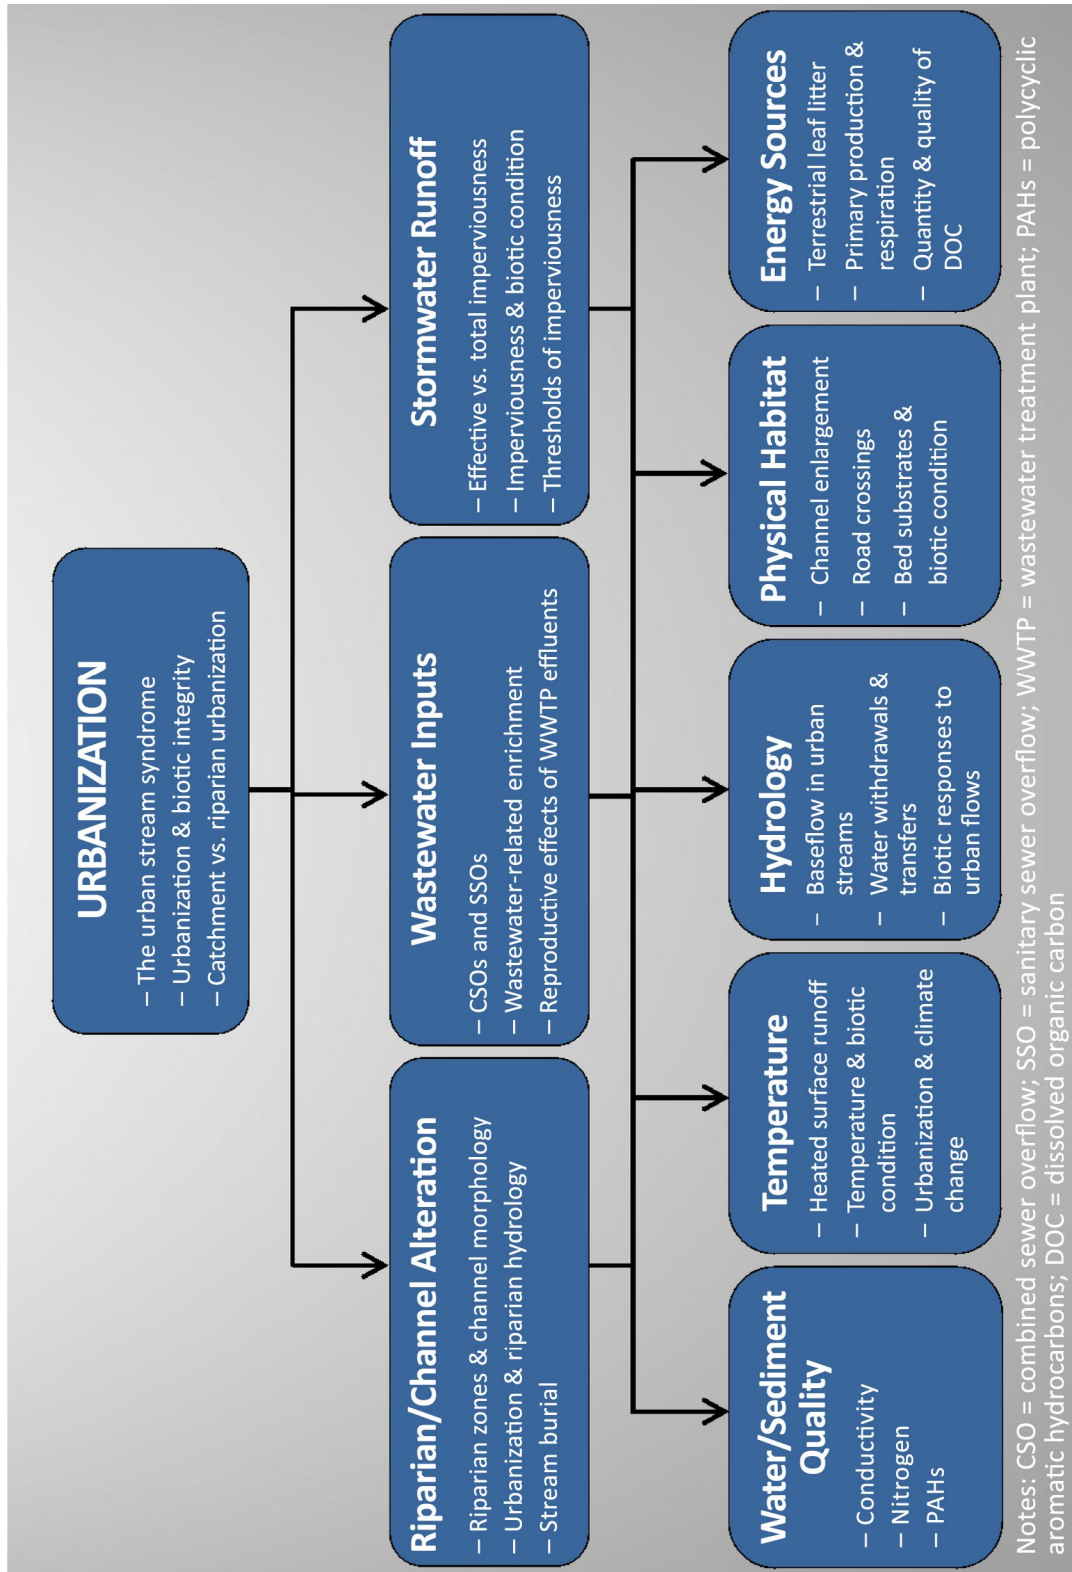 URBANIZATION
– The urban stream syndrome
– Urbanization & biotic integrity
– Catchment vs. riparian urbanization
Riparian/Channel Alteration
– Riparian zones & channel morphology
– Urbanization & riparian hydrology
– Stream burial
Wastewater Inputs
– CSOs and SSOs
– Wastewater-related enrichment
– Reproductive effects of WWTP effluents
Stormwater Runoff
– Effective vs. total imperviousness
– Imperviousness & biotic condition
– Thresholds of imperviousness
Water/Sediment
Quality
– Conductivity
– Nitrogen
– PAHs
Temperature
– Heated surface runoff
– Temperature & biotic
condition
– Urbanization & climate
change
Hydrology
– Baseflow in urban
streams
– Water withdrawals &
transfers
– Biotic responses to
urban flows
Physical Habitat
– Channel enlargement
– Road crossings
– Bed substrates &
biotic condition
Energy Sources
– Terrestrial leaf litter
– Primary production &
respiration
– Quantity & quality of
DOC
Notes: CSO = combined sewer overflow; SSO = sanitary sewer overflow; WWTP = wastewater treatment plant; PAHs = polycyclic
aromatic hydrocarbons; DOC = dissolved organic carbon